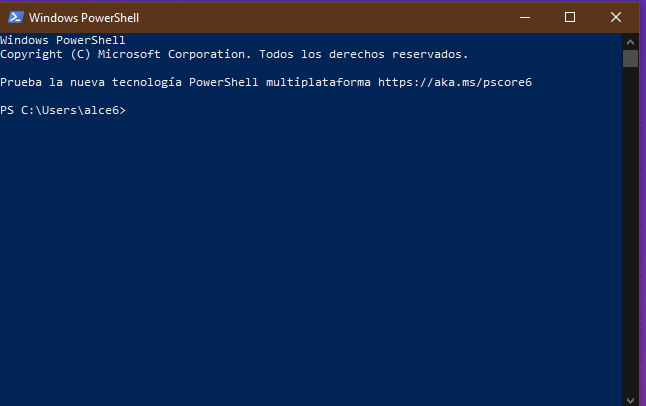 Windows PowerShell
Windows PowerShell
Copyright (C) Microsoft Corporation. Todos los derechos reservados.
Prueba la nueva tecnología PowerShell multiplataforma https://aka.ms/pscore6
PS C:\Users\alce6>